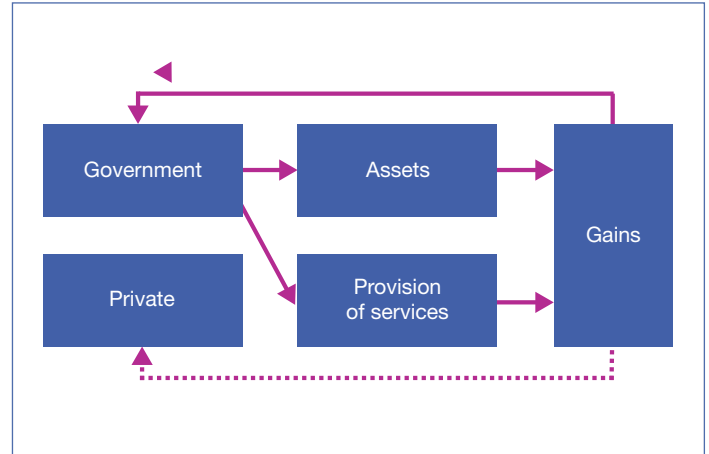 Government
Assets
Gains
Private
Provision
of services